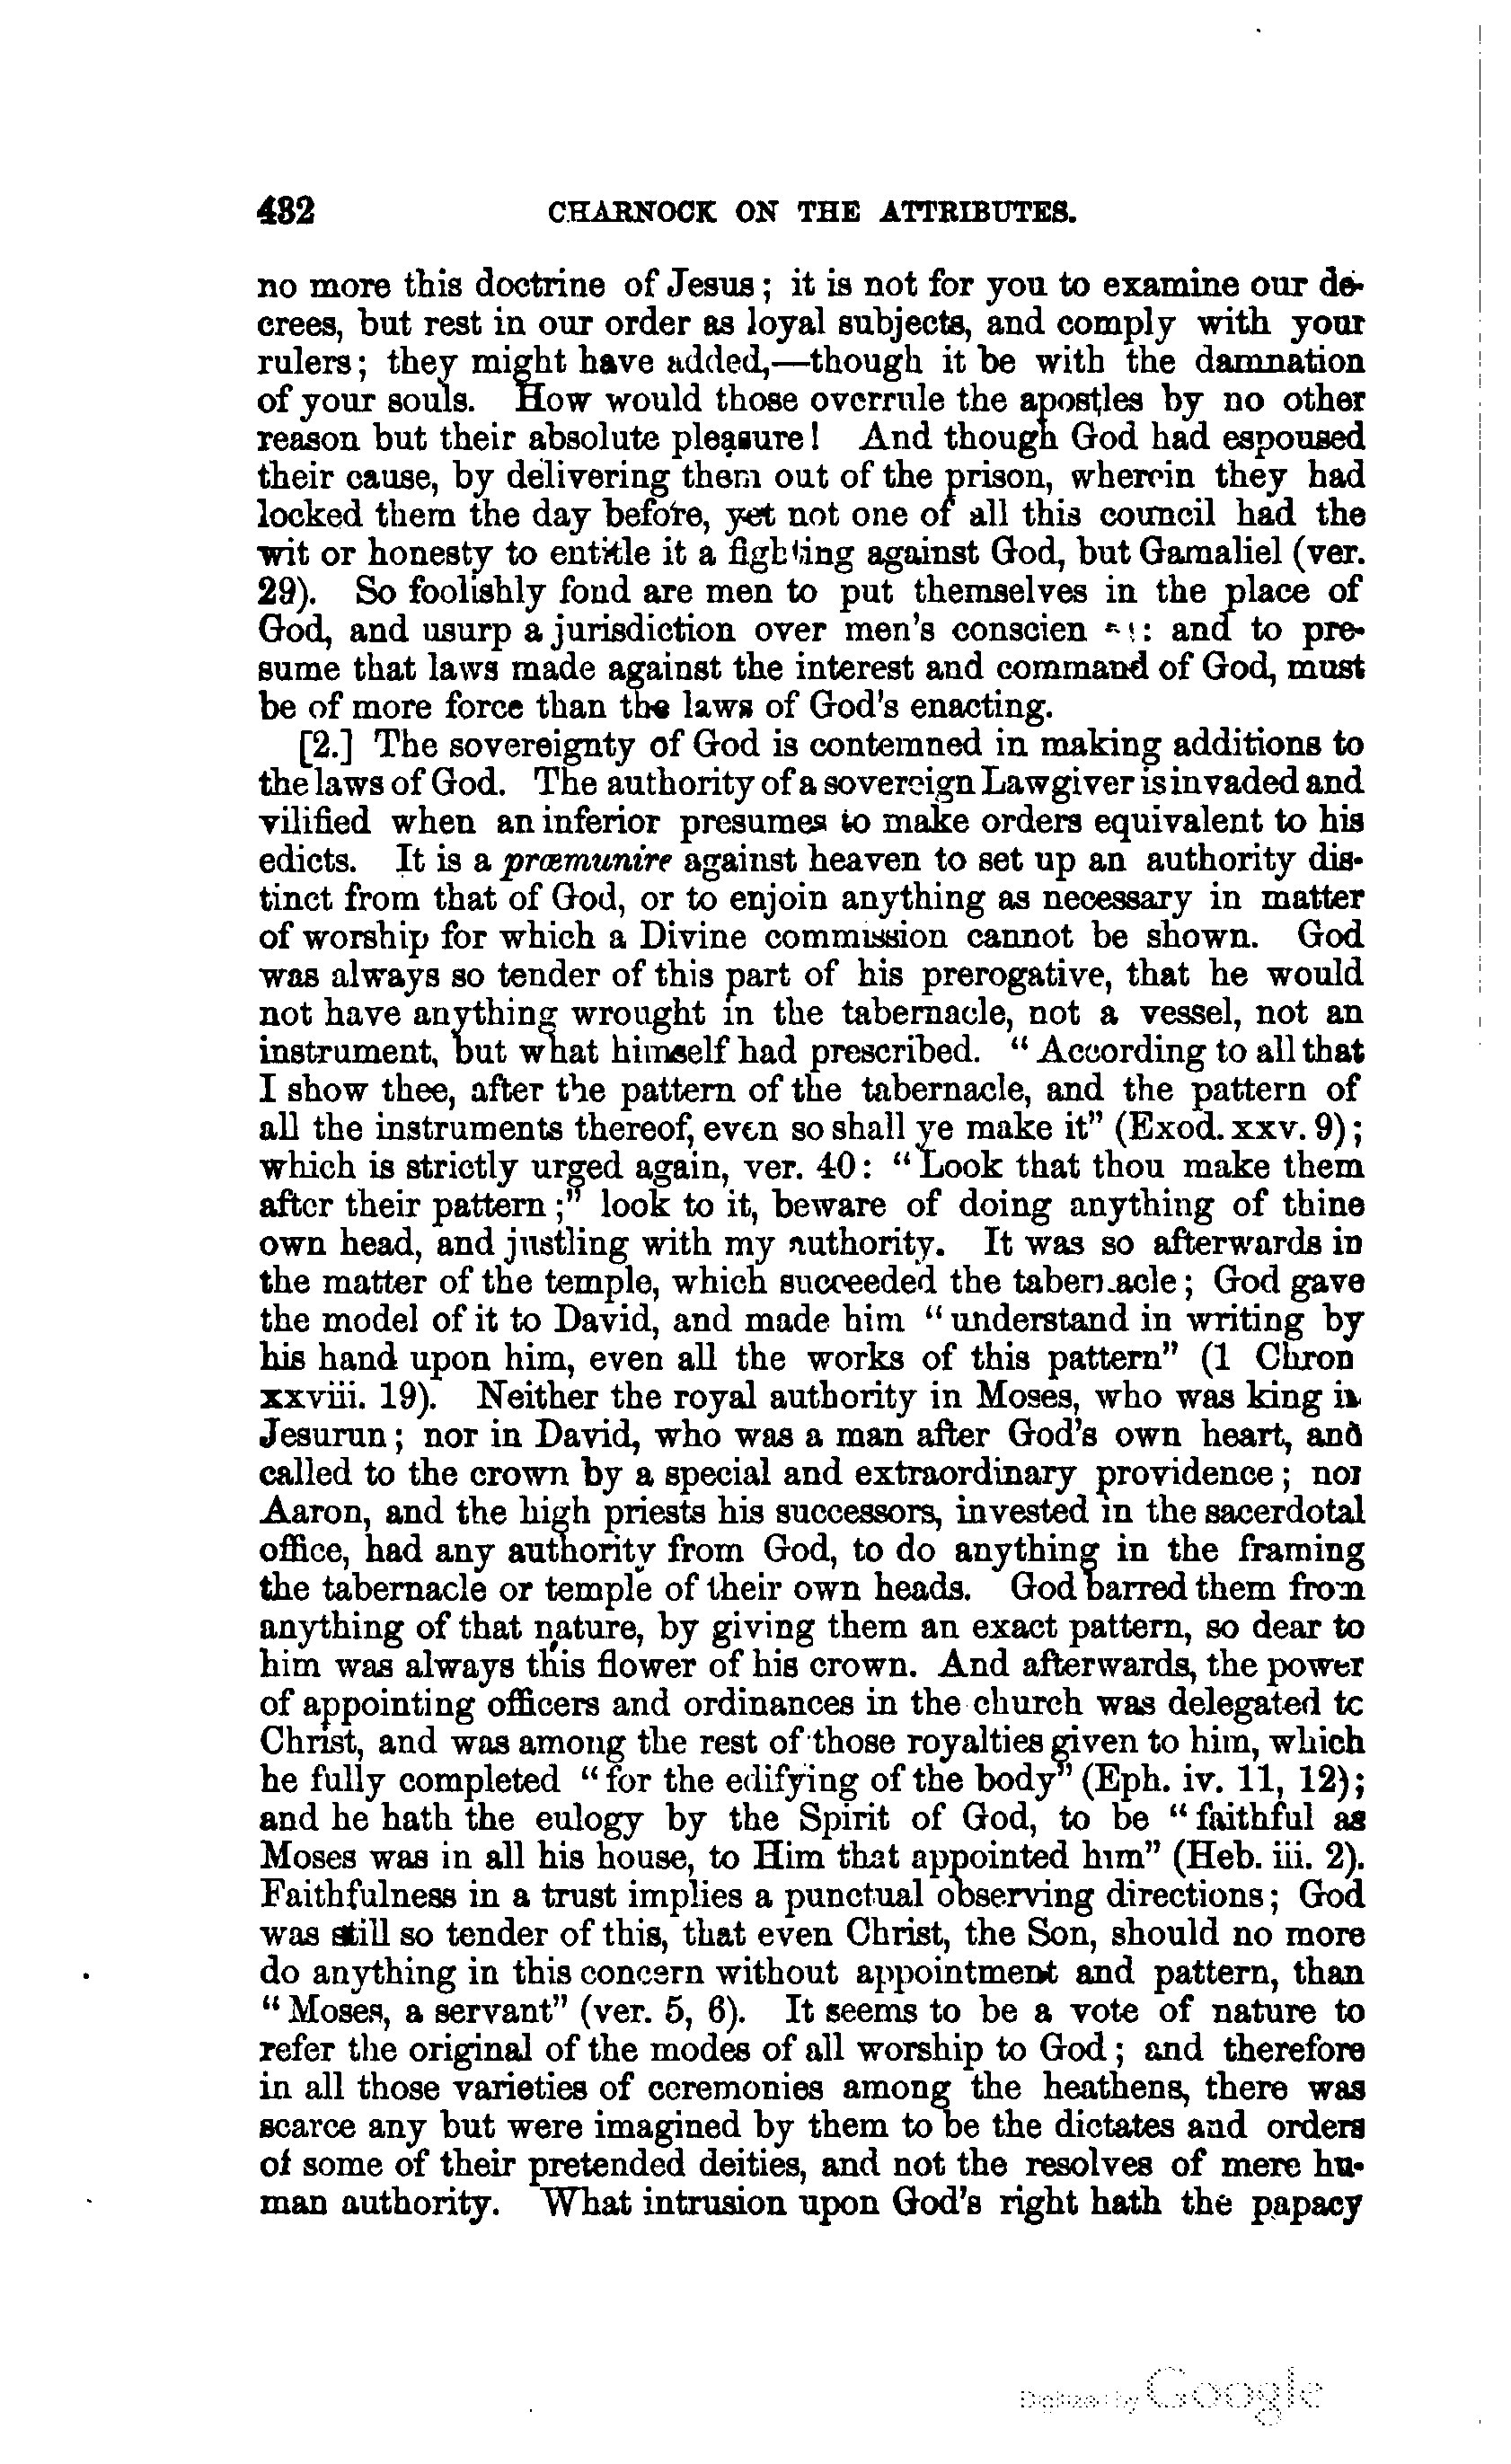 432 CHARNOCK ON THE ATTRIBUTES.
no more this doctrine of Jesus; it is not for you to examine our de-
crees, but rest in our order as loyal subjects, and comply with your
rulers; they might have added,—though it be with the damnation
of your souls. How would those overrule the apostles by no other
reason but their absolute pleasure! And though God had espoused
their cause, by delivering them out of the prison, wherein they had
locked them the day before, yet not one of all this council had the
wit or honesty to entitle it a fighting against God, but Gamaliel (ver.
29). So foolishly fond are men to put themselves in the place of
God, and usurp a jurisdiction over men's conscien : and to pre-
sume that laws made against the interest and command of God, must
be of more force than the laws of God's enacting.
[2.] The sovereignty of God is contemned in making additions to
the laws of God. The authority of a sovereign Lawgiver is invaded and
vilified when an inferior presumes to make orders equivalent to his
edicts. It is a præmunire against heaven to set up an authority dis-
tinct from that of God, or to enjoin anything as necessary in matter
of worship for which a Divine commission cannot be shown. God
was always so tender of this part of his prerogative, that he would
not have anything wrought in the tabernacle, not a vessel, not an
instrument, but what himself had prescribed. "According to all that
I show thee, after the pattern of the tabernacle, and the pattern of
all the instruments thereof, even so shall ye make it" (Exod. xxv. 9);
which is strictly urged again, ver. 40: "Look that thou make them
after their pattern;" look to it, beware of doing anything of thine
own head, and justling with my authority. It was so afterwards in
the matter of the temple, which succeeded the tabernacle; God gave
the model of it to David, and made him "understand in writing by
his hand upon him, even all the works of this pattern" (1 Chron
xxviii. 19). Neither the royal authority in Moses, who was king in
Jesurun; nor in David, who was a man after God's own heart, and
called to the crown by a special and extraordinary providence; nor
Aaron, and the high priests his successors, invested in the sacerdotal
office, had any authority from God, to do anything in the framing
the tabernacle or temple of their own heads. God barred them from
anything of that nature, by giving them an exact pattern, so dear to
him was always this flower of his crown. And afterwards, the power
of appointing officers and ordinances in the church was delegated to
Christ, and was among the rest of those royalties given to him, which
he fully completed "for the edifying of the body" (Eph. iv. 11, 12);
and he hath the eulogy by the Spirit of God, to be "faithful as
Moses was in all his house, to Him that appointed him" (Heb. iii. 2).
Faithfulness in a trust implies a punctual observing directions; God
was still so tender of this, that even Christ, the Son, should no more
do anything in this concern without appointment and pattern, than
"Moses, a servant" (ver. 5, 6). It seems to be a vote of nature to
refer the original of the modes of all worship to God; and therefore
in all those varieties of ceremonies among the heathens, there was
scarce any but were imagined by them to be the dictates and orders
of some of their pretended deities, and not the resolves of mere hu-
man authority. What intrusion upon God's right hath the papacy
Digitized by Google